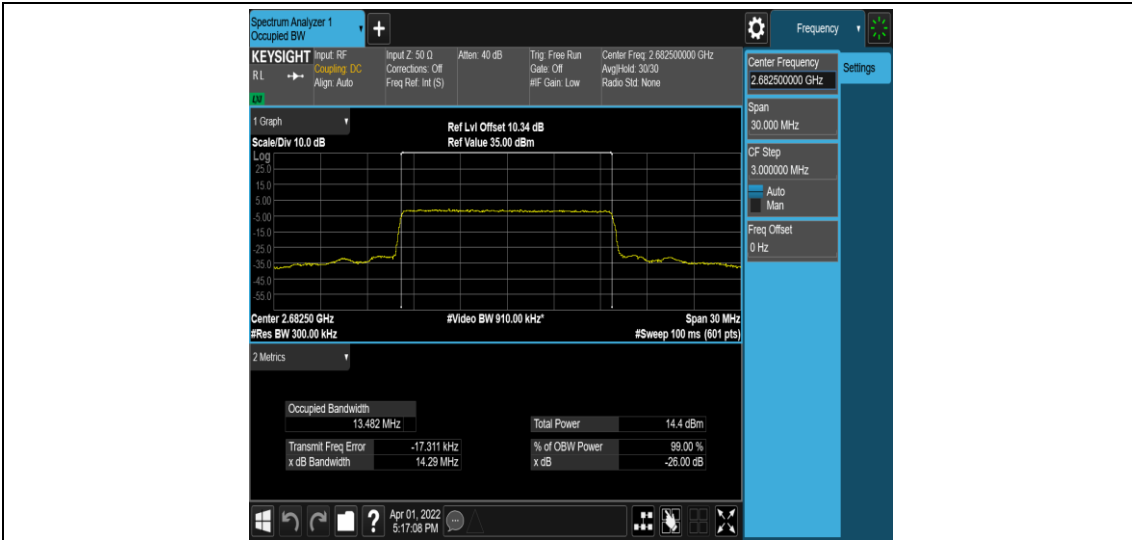 Spectrum Analyzer 1
Occupied BW
+
Frequency
KEYSIGHT
R L
LNI
Input: RF
Coupling: DC
Align: Auto
Input Z: 50 Ω
Corrections: Off
Freq Ref: Int (S)
Atten: 40 dB
Trig: Free Run
Gate: Off
#IF Gain: Low
Center Freq: 2.682500000 GHz
Avg|Hold: 30/30
Radio Std: None
Center Frequency
2.682500000 GHz
Settings
Span
30.000 MHz
CF Step
3.000000 MHz
Auto
Man
Freq Offset
0 Hz
1 Graph
Scale/Div 10.0 dB
Ref Lvl Offset 10.34 dB
Ref Value 35.00 dBm
Log
25.0
15.0
5.00
-5.00
-15.0
-25.0
-35.0
-45.0
-55.0
Center 2.68250 GHz
#Video BW 910.00 kHz*
Span 30 MHz
#Res BW 300.00 kHz
#Sweep 100 ms (601 pts)
2 Metrics
Occupied Bandwidth
13.482 MHz
Total Power 14.4 dBm
Transmit Freq Error -17.311 kHz
% of OBW Power 99.00 %
x dB Bandwidth 14.29 MHz
x dB -26.00 dB
?
Apr 01, 2022
5:17:08 PM